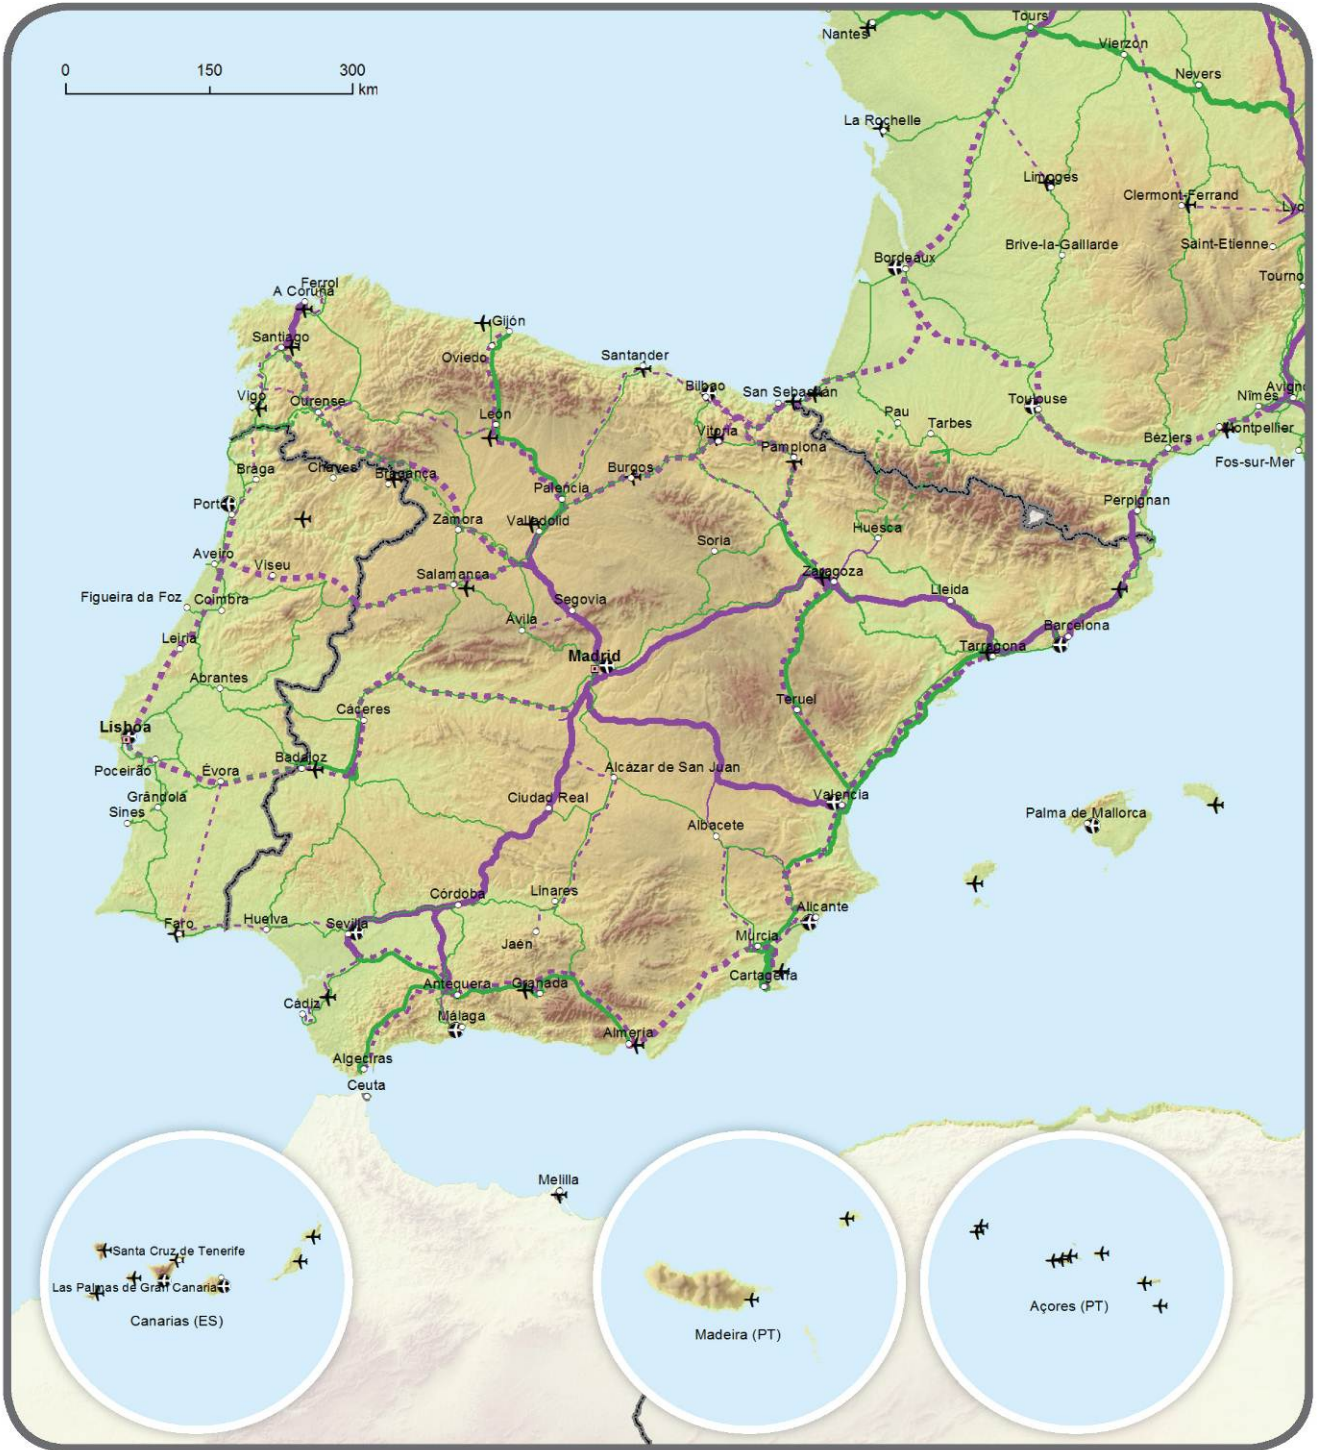 0 150 300
km
Tours
Nantes
Vierzon
Nevers
La Rochelle
Limoges
Clermont-Ferrand
Lyo
Brive-la-Gaillarde
Saint-Etienne
Bordeaux
Tourno
Ferrol
A Coruña
Gijón
Santiago
Oviedo
Santander
Bilbao
San Sebastián
Toulouse
Avigno
Nîmes
Vigo
Ourense
León
Vitoria
Pau
Tarbes
Montpellier
Béziers
Pamplona
Fos-sur-Mer
Braga
Chaves
Bragança
Burgos
Palencia
Perpignan
Porto
Zamora
Valladolid
Huesca
Soria
Aveiro
Viseu
Salamanca
Zaragoza
Lleida
Figueira da Foz
Coimbra
Segovia
Ávila
Barcelona
Leiria
Tarragona
Madrid
Abrantes
Cáceres
Teruel
Lisboa
Badajoz
Poceirão
Évora
Alcázar de San Juan
Grândola
Sines
Ciudad Real
Valencia
Albacete
Palma de Mallorca
Córdoba
Linares
Faro
Huelva
Sevilla
Alicante
Jaén
Murcia
Cartagena
Antequera
Granada
Cádiz
Málaga
Almería
Algeciras
Ceuta
Melilla
Santa Cruz de Tenerife
Las Palmas de Gran Canaria
Canarias (ES)
Madeira (PT)
Açores (PT)